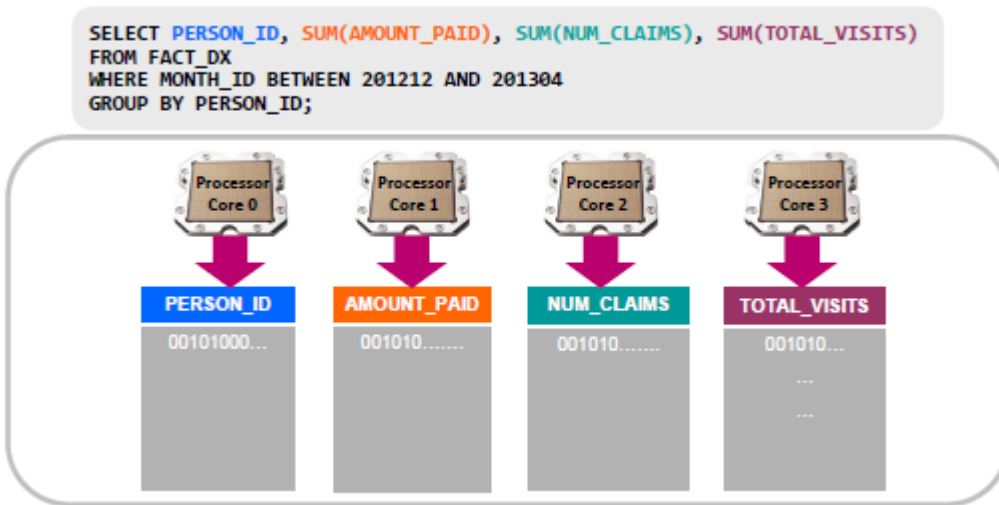 SELECT PERSON_ID, SUM(AMOUNT_PAID), SUM(NUM_CLAIMS), SUM(TOTAL_VISITS)
FROM FACT_DX
WHERE MONTH_ID BETWEEN 201212 AND 201304
GROUP BY PERSON_ID;
Processor
Core 0
Processor
Core 1
Processor
Core 2
Processor
Core 3
PERSON_ID
AMOUNT_PAID
NUM_CLAIMS
TOTAL_VISITS
00101000...
001010.......
001010.......
001010...
...
...